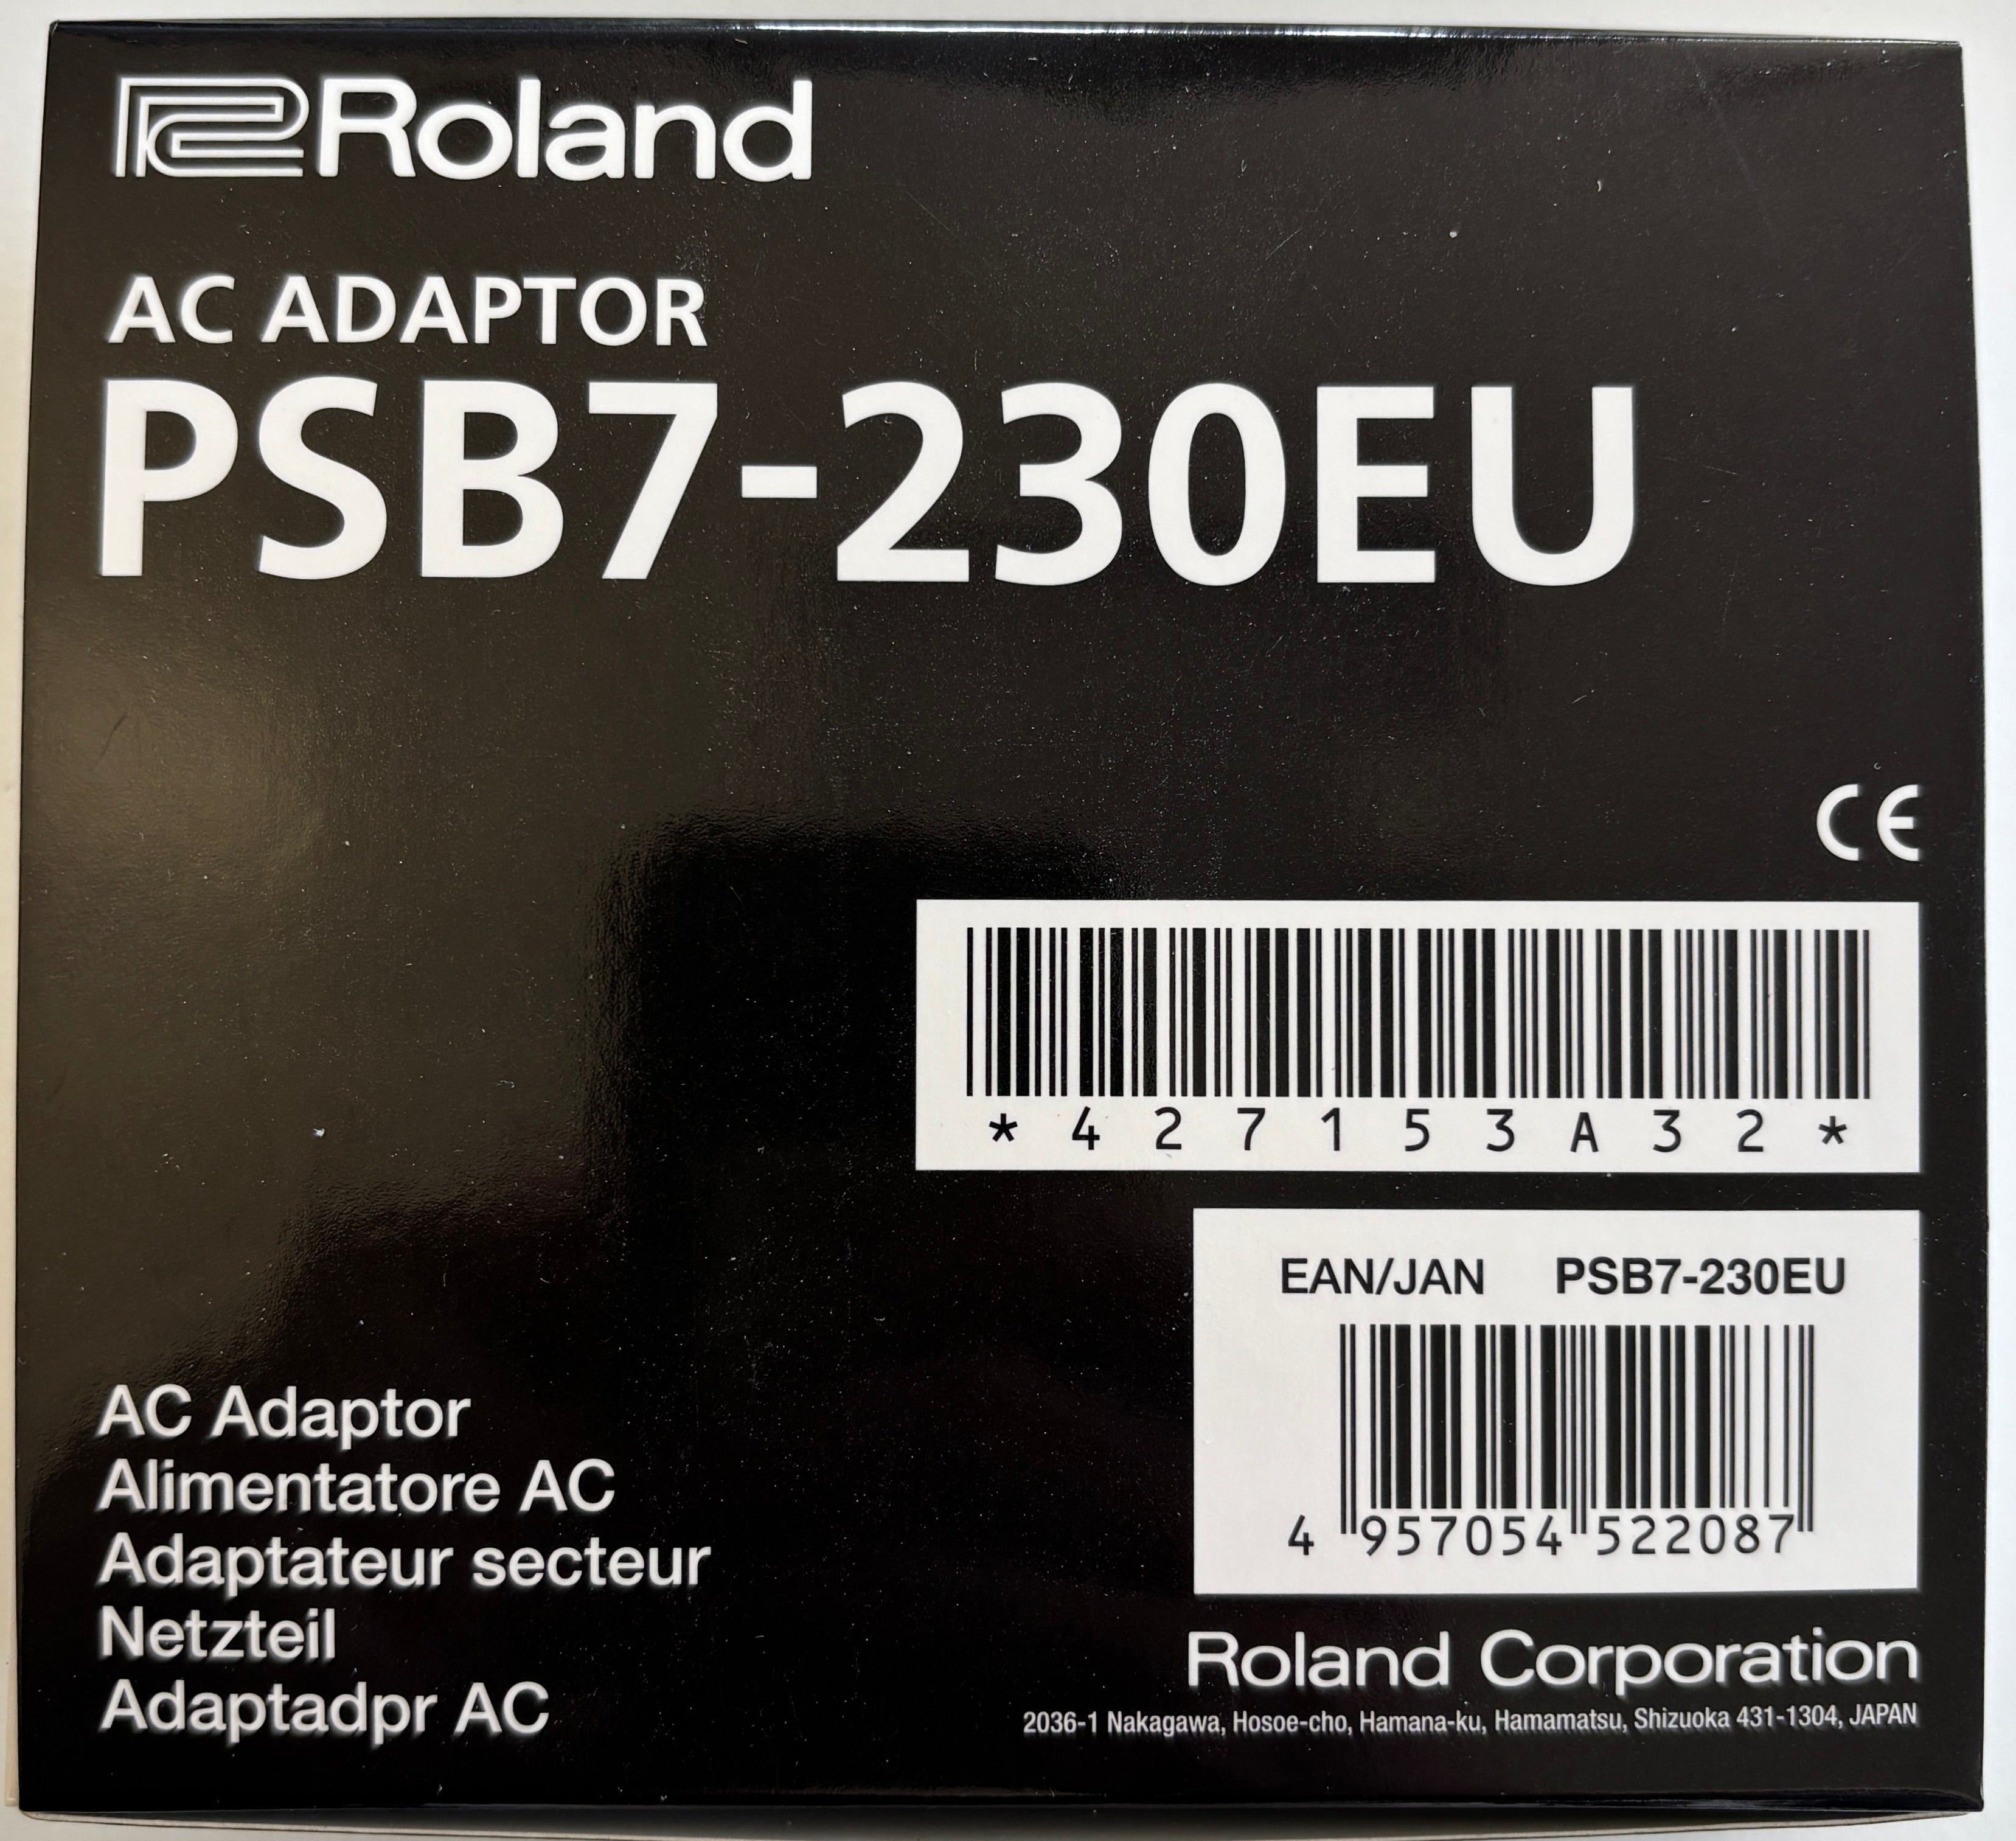 Roland
AC ADAPTOR
PSB7-230EU
CE
*427153A32*
EAN/JAN PSB7-230EU
4 957054 522087
AC Adaptor
Alimentatore AC
Adaptateur secteur
Netzteil
Adaptadpr AC
Roland Corporation
2036-1 Nakagawa, Hosoe-cho, Hamana-ku, Hamamatsu, Shizuoka 431-1304, JAPAN